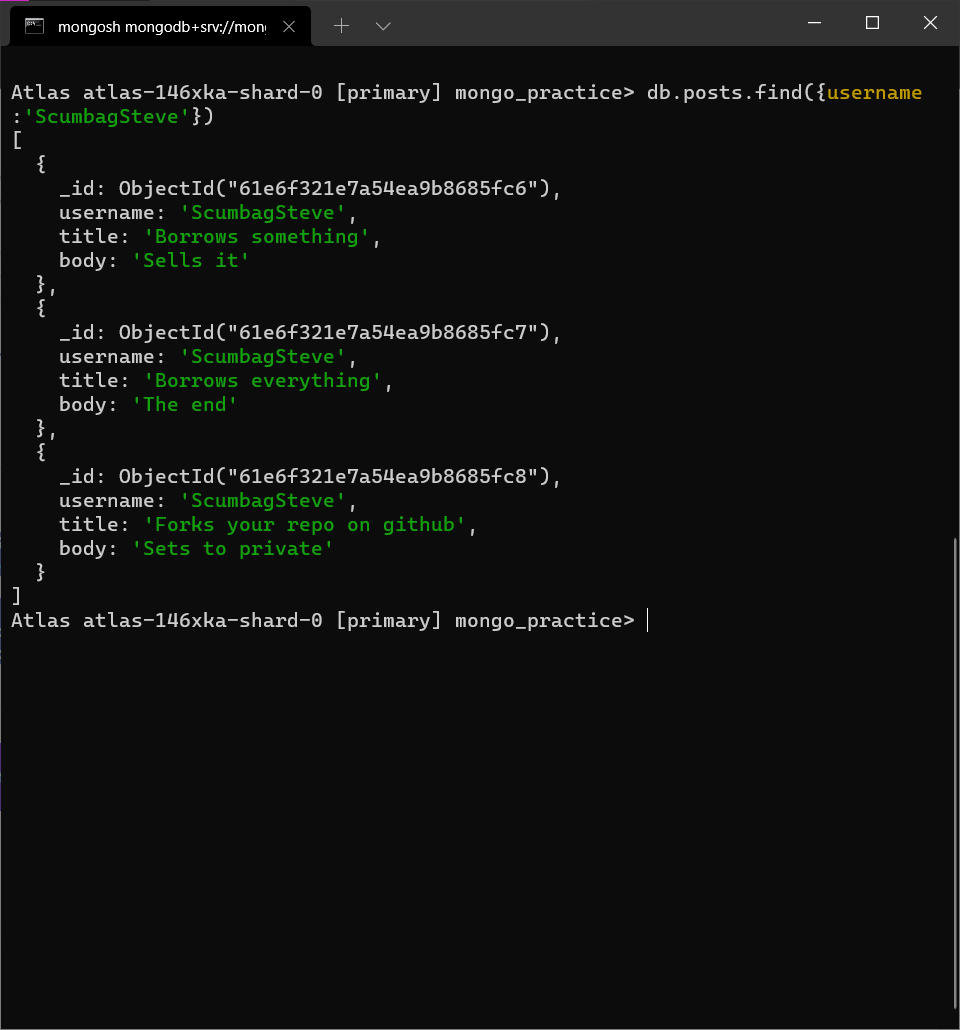 mongosh mongodb+srv://mon
Atlas atlas-146xka-shard-0 [primary] mongo_practice> db.posts.find({username
:'ScumbagSteve'})
[
  {
    _id: ObjectId("61e6f321e7a54ea9b8685fc6"),
    username: 'ScumbagSteve',
    title: 'Borrows something',
    body: 'Sells it'
  },
  {
    _id: ObjectId("61e6f321e7a54ea9b8685fc7"),
    username: 'ScumbagSteve',
    title: 'Borrows everything',
    body: 'The end'
  },
  {
    _id: ObjectId("61e6f321e7a54ea9b8685fc8"),
    username: 'ScumbagSteve',
    title: 'Forks your repo on github',
    body: 'Sets to private'
  }
]
Atlas atlas-146xka-shard-0 [primary] mongo_practice>